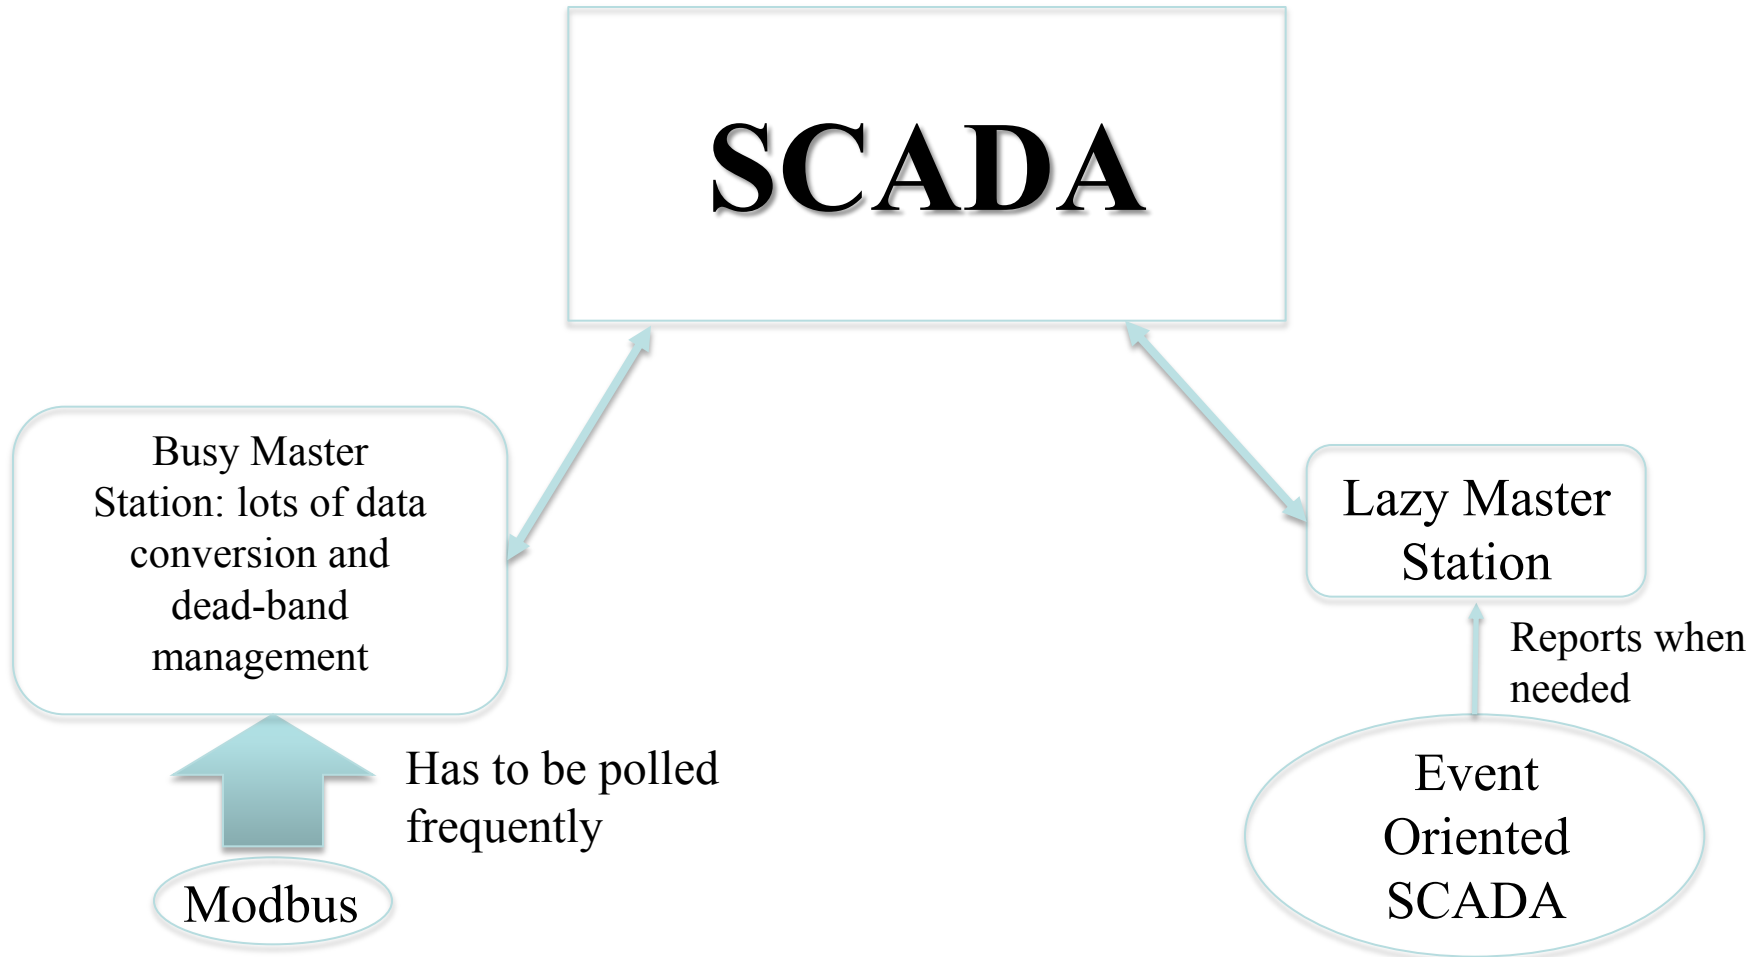 SCADA
Busy Master
Station: lots of data
conversion and
dead-band
management
Lazy Master
Station
Reports when
needed
Has to be polled
frequently
Event
Oriented
SCADA
Modbus